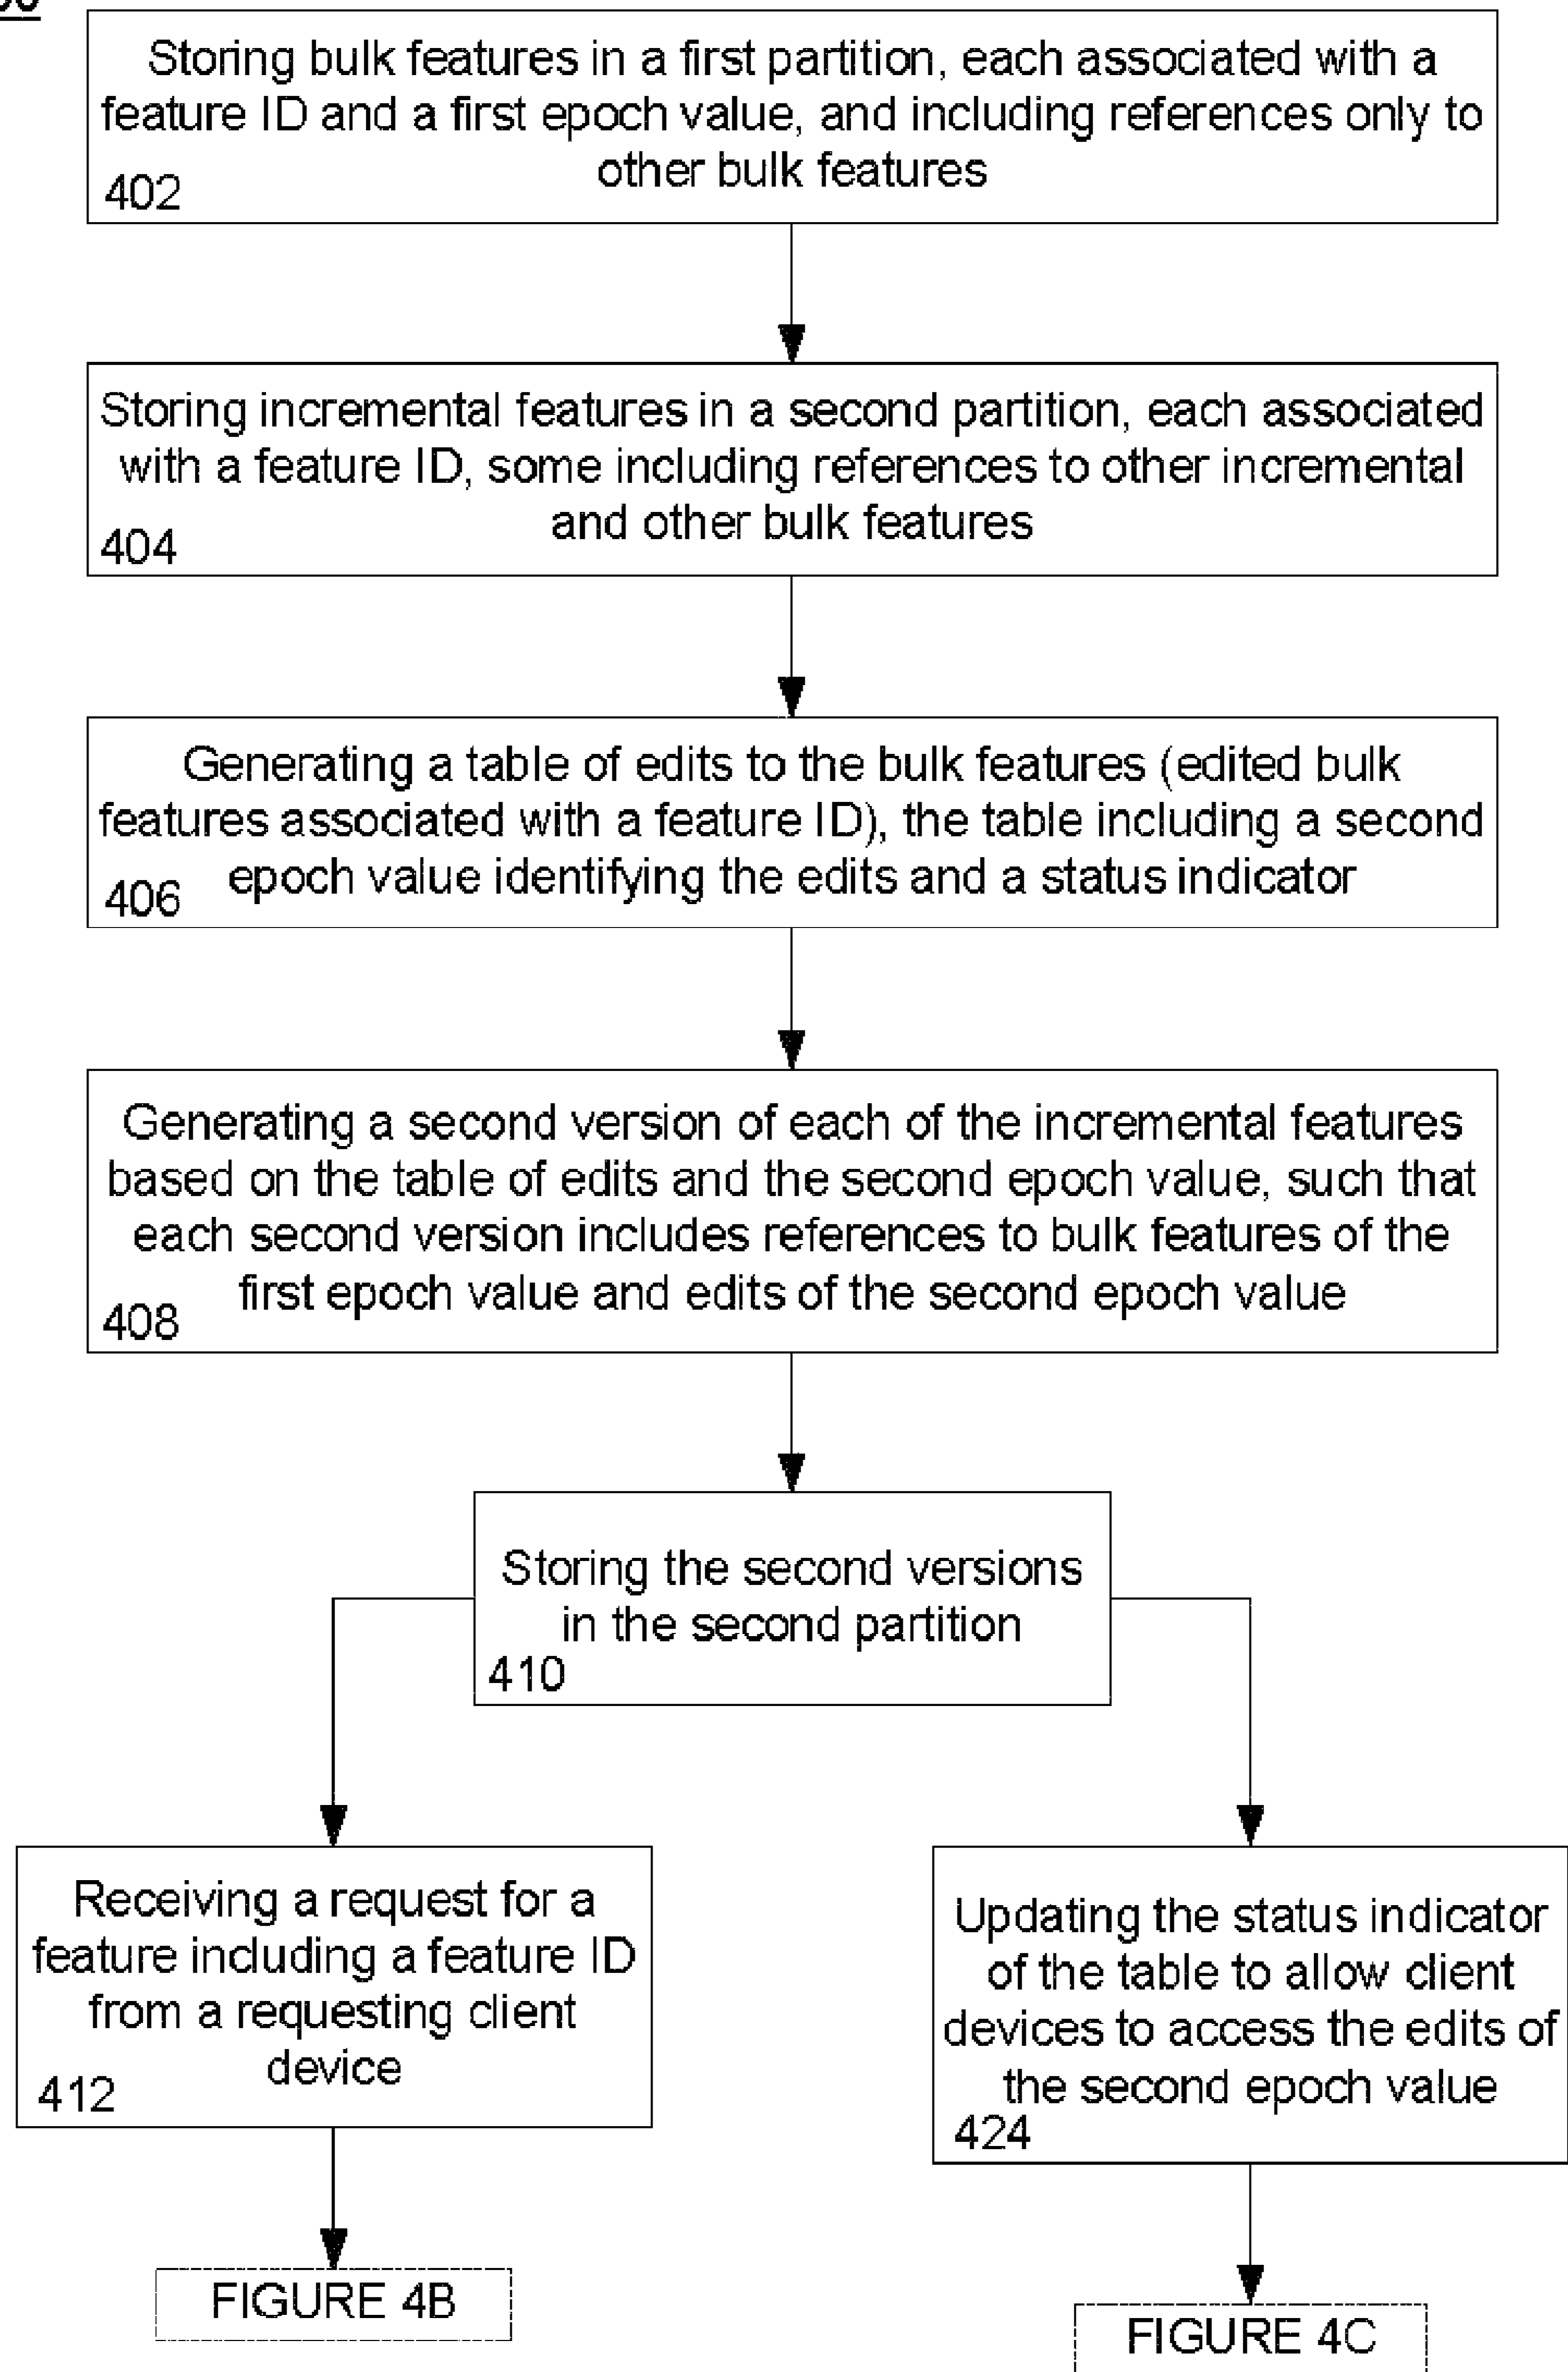 Storing bulk features in a first partition, each associated with a
feature ID and a first epoch value, and including references only to
other bulk features
402
Storing incremental features in a second partition, each associated
with a feature ID, some including references to other incremental
and other bulk features
404
Generating a table of edits to the bulk features (edited bulk
features associated with a feature ID), the table including a second
epoch value identifying the edits and a status indicator
406
Generating a second version of each of the incremental features
based on the table of edits and the second epoch value, such that
each second version includes references to bulk features of the
first epoch value and edits of the second epoch value
408
Storing the second versions
in the second partition
410
Receiving a request for a
feature including a feature ID
from a requesting client
device
412
Updating the status indicator
of the table to allow client
devices to access the edits of
the second epoch value
424
FIGURE 4B
FIGURE 4C